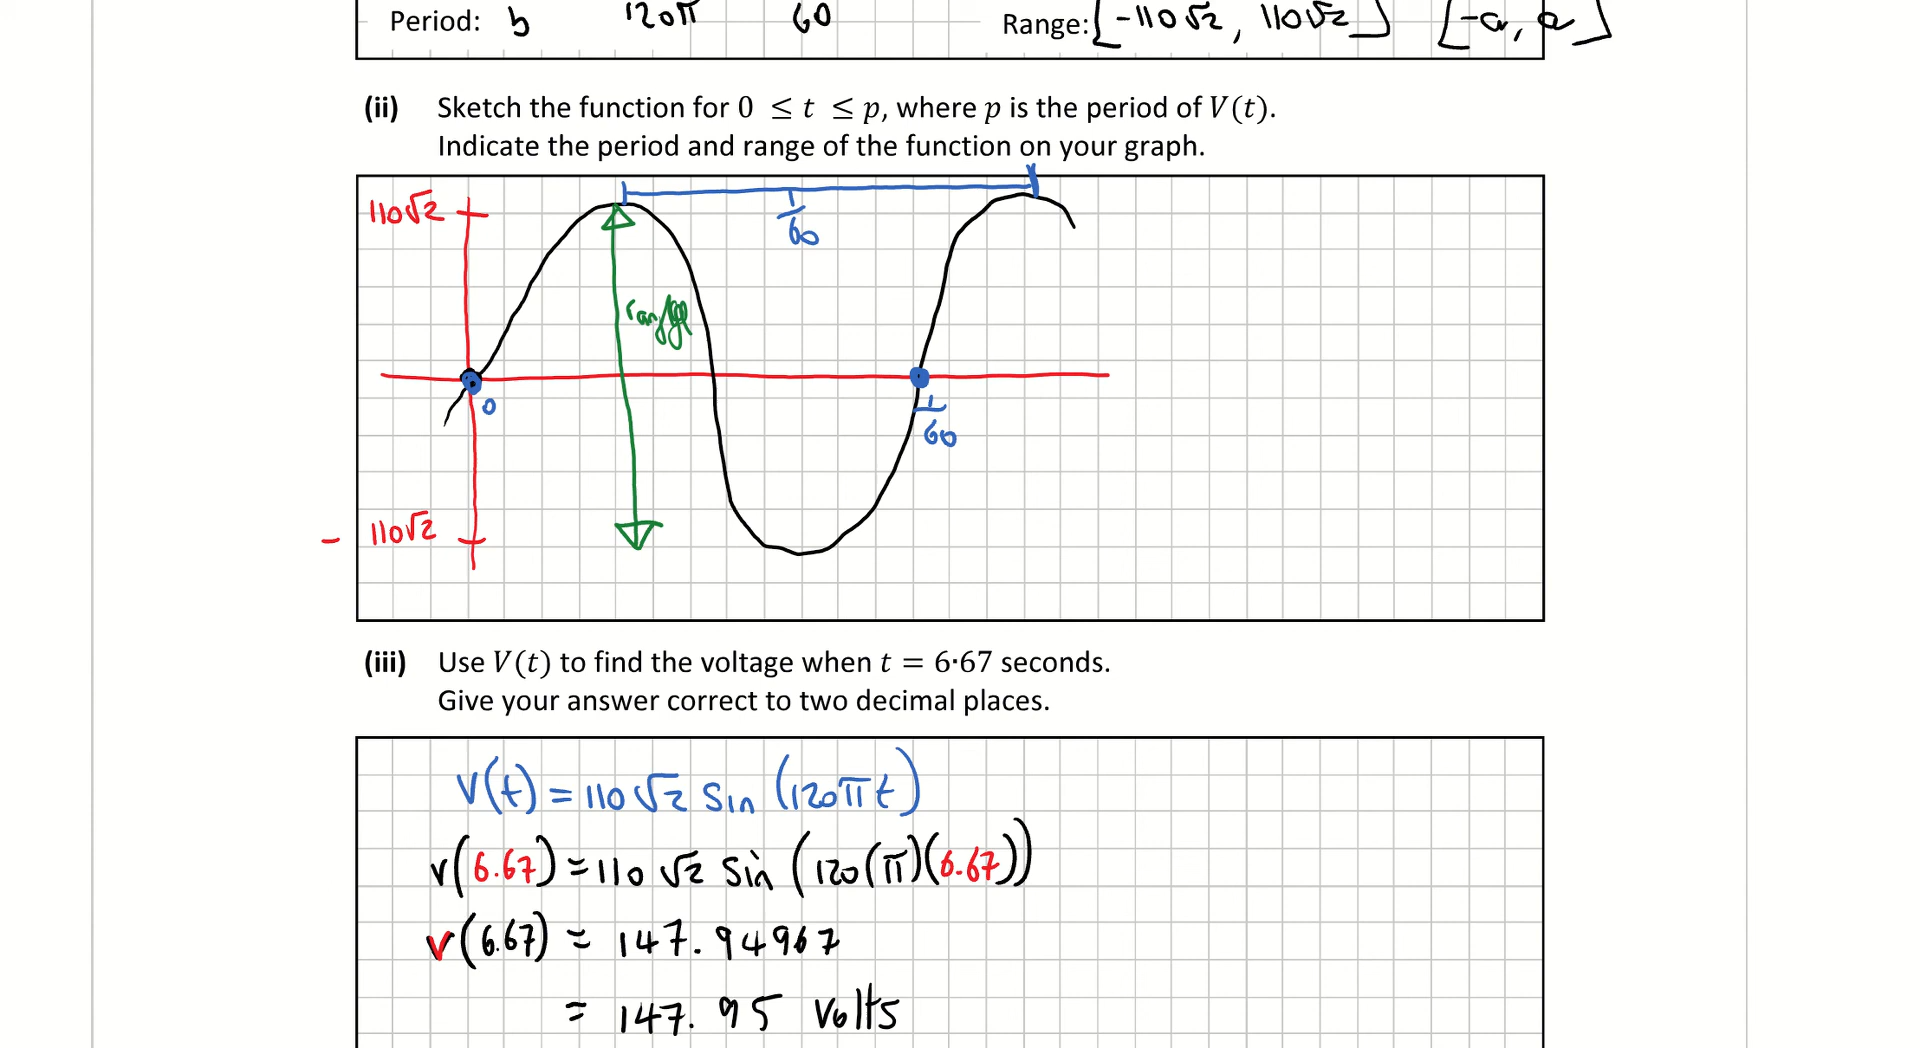 Period: b 120π 60 Range: [-110√2, 110√2] [-a, a]
(ii) Sketch the function for 0 ≤ t ≤ p, where p is the period of V(t).
Indicate the period and range of the function on your graph.
110√2
1/60
range
0
1/60
- 110√2
(iii) Use V(t) to find the voltage when t = 6·67 seconds.
Give your answer correct to two decimal places.
V(t) = 110√2 Sin (120πt)
V(6.67) = 110 √2 Sin (120(π)(6.67))
V(6.67) = 147.94967
= 147.95 Volts